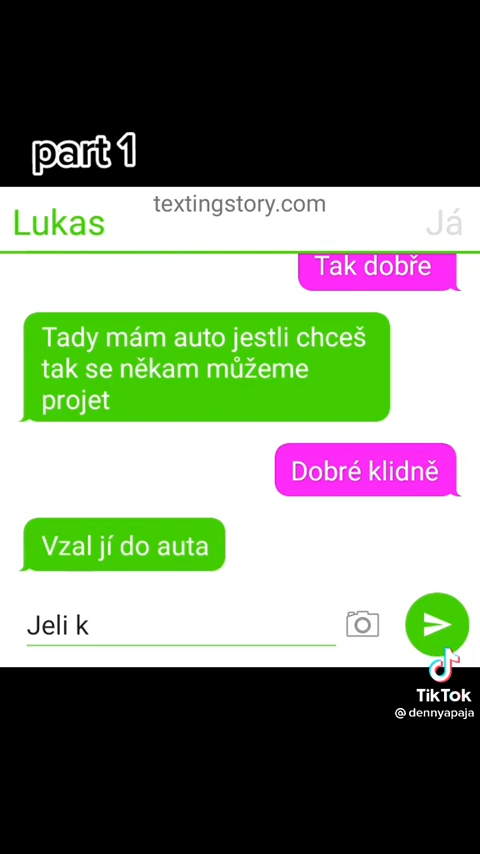 part 1
textingstory.com
Lukas
Já
Tak dobře
Tady mám auto jestli chceš
tak se někam můžeme
projet
Dobré klidně
Vzal jí do auta
Jeli k
TikTok
@dennyapaja